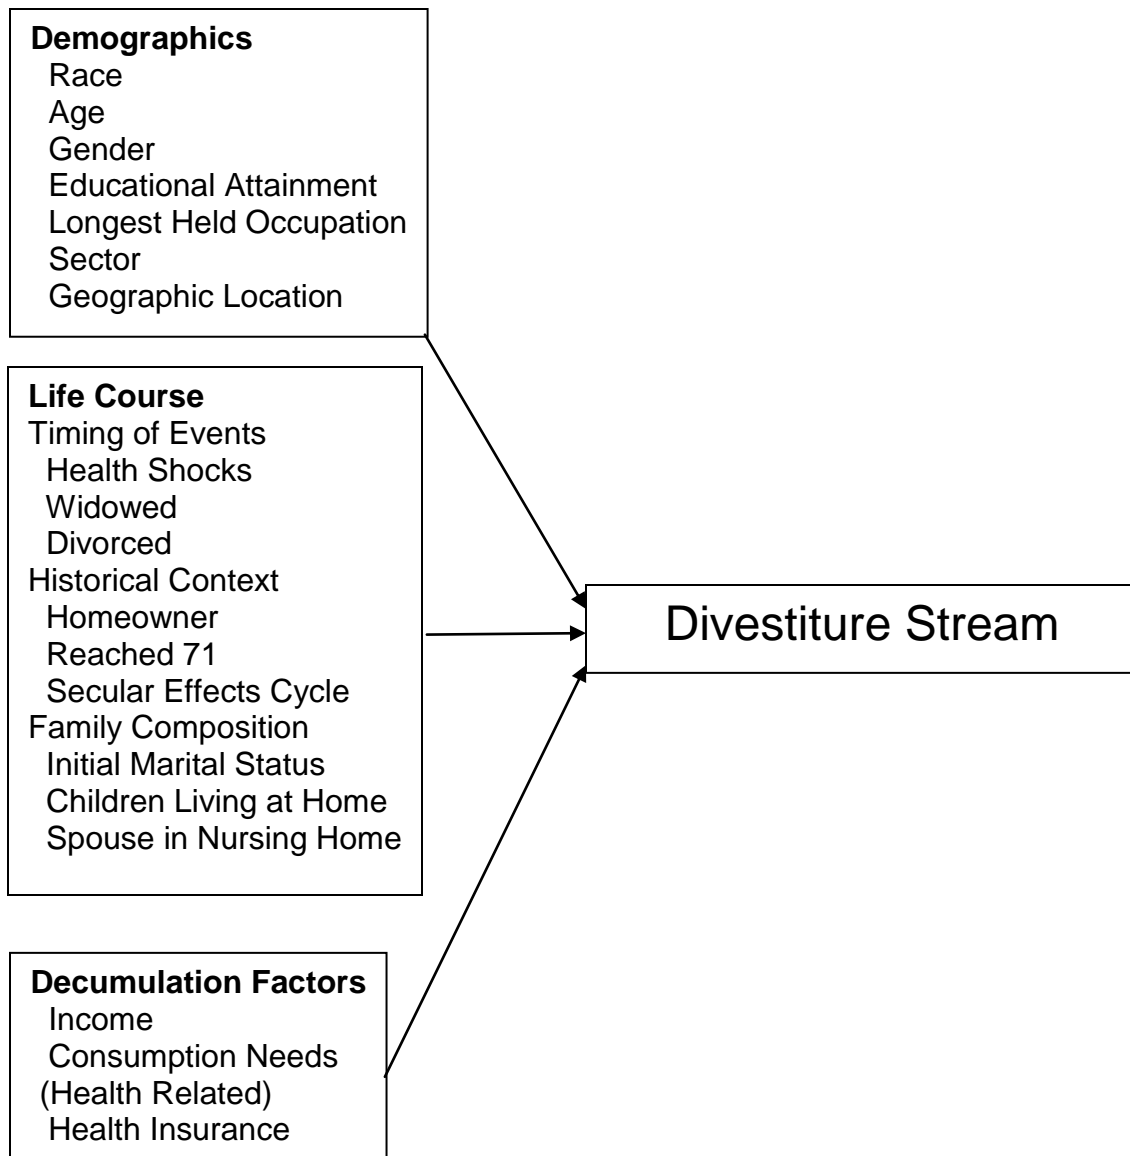 Demographics
Race
Age
Gender
Educational Attainment
Longest Held Occupation
Sector
Geographic Location
Life Course
Timing of Events
Health Shocks
Widowed
Divorced
Historical Context
Homeowner
Reached 71
Secular Effects Cycle
Family Composition
Initial Marital Status
Children Living at Home
Spouse in Nursing Home
Divestiture Stream
Decumulation Factors
Income
Consumption Needs
(Health Related)
Health Insurance